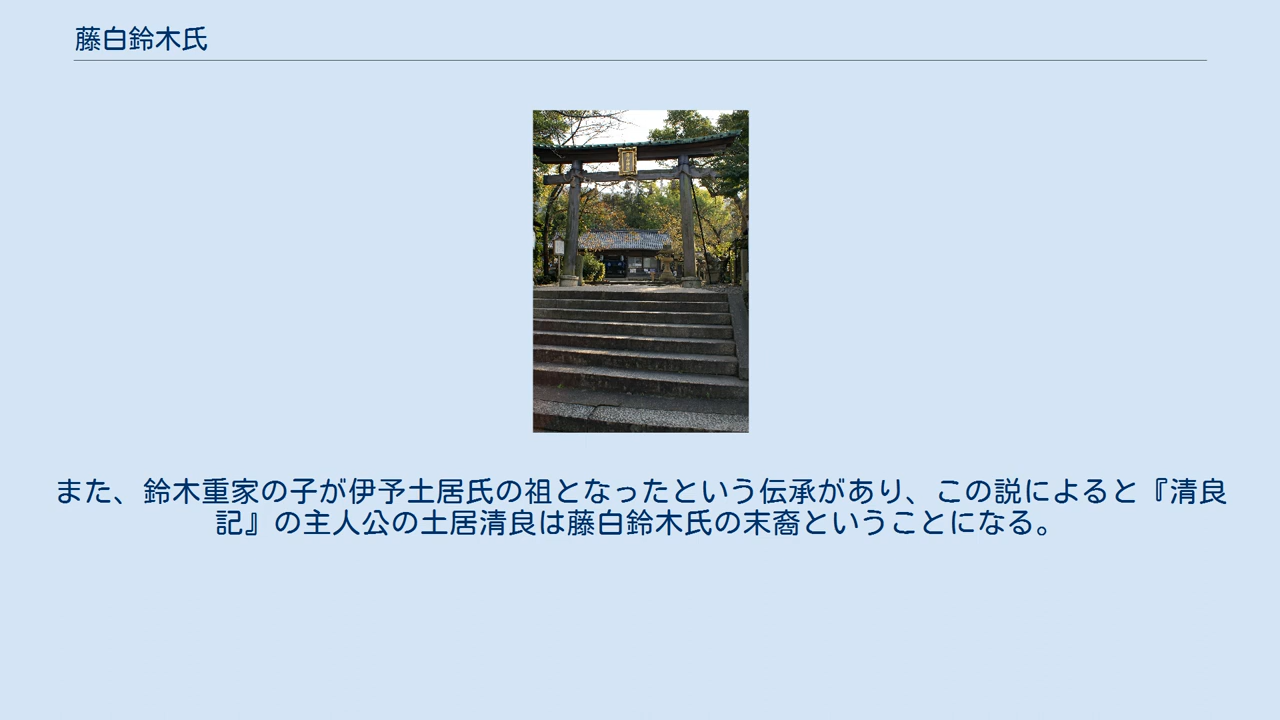 藤白鈴木氏
また、鈴木重家の子が伊予土居氏の祖となったという伝承があり、この説によると『清良
記』の主人公の土居清良は藤白鈴木氏の末裔ということになる。